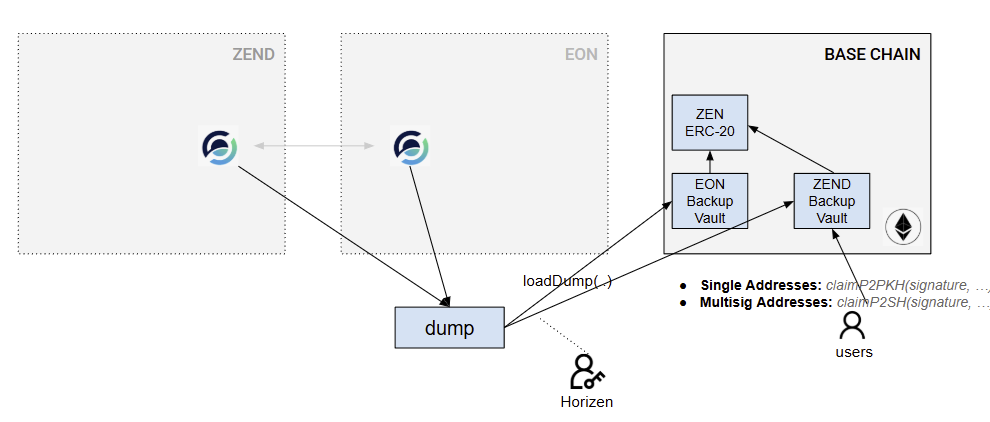 ZEND
EON
BASE CHAIN
ZEN
ERC-20
EON
Backup
Vault
ZEND
Backup
Vault
loadDump(..)
● Single Addresses: claimP2PKH(signature, ...,
● Multisig Addresses: claimP2SH(signature, ...
dump
users
Horizen